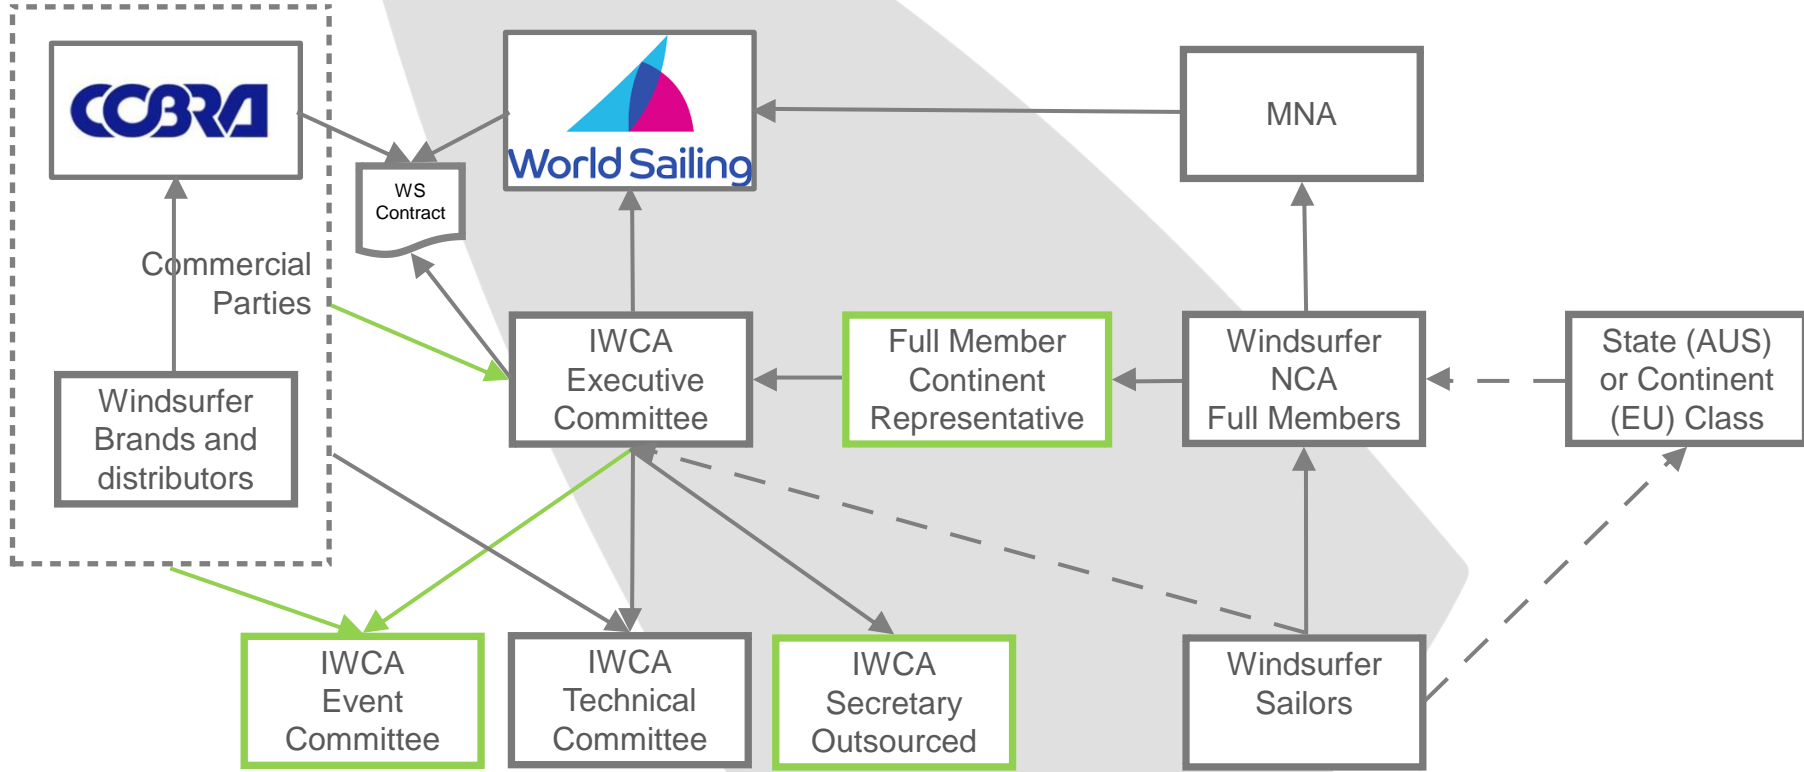 COBRA
World Sailing
MNA
WS
Contract
Commercial
Parties
IWCA
Executive
Committee
Full Member
Continent
Representative
Windsurfer
NCA
Full Members
State (AUS)
or Continent
(EU) Class
Windsurfer
Brands and
distributors
IWCA
Event
Committee
IWCA
Technical
Committee
IWCA
Secretary
Outsourced
Windsurfer
Sailors